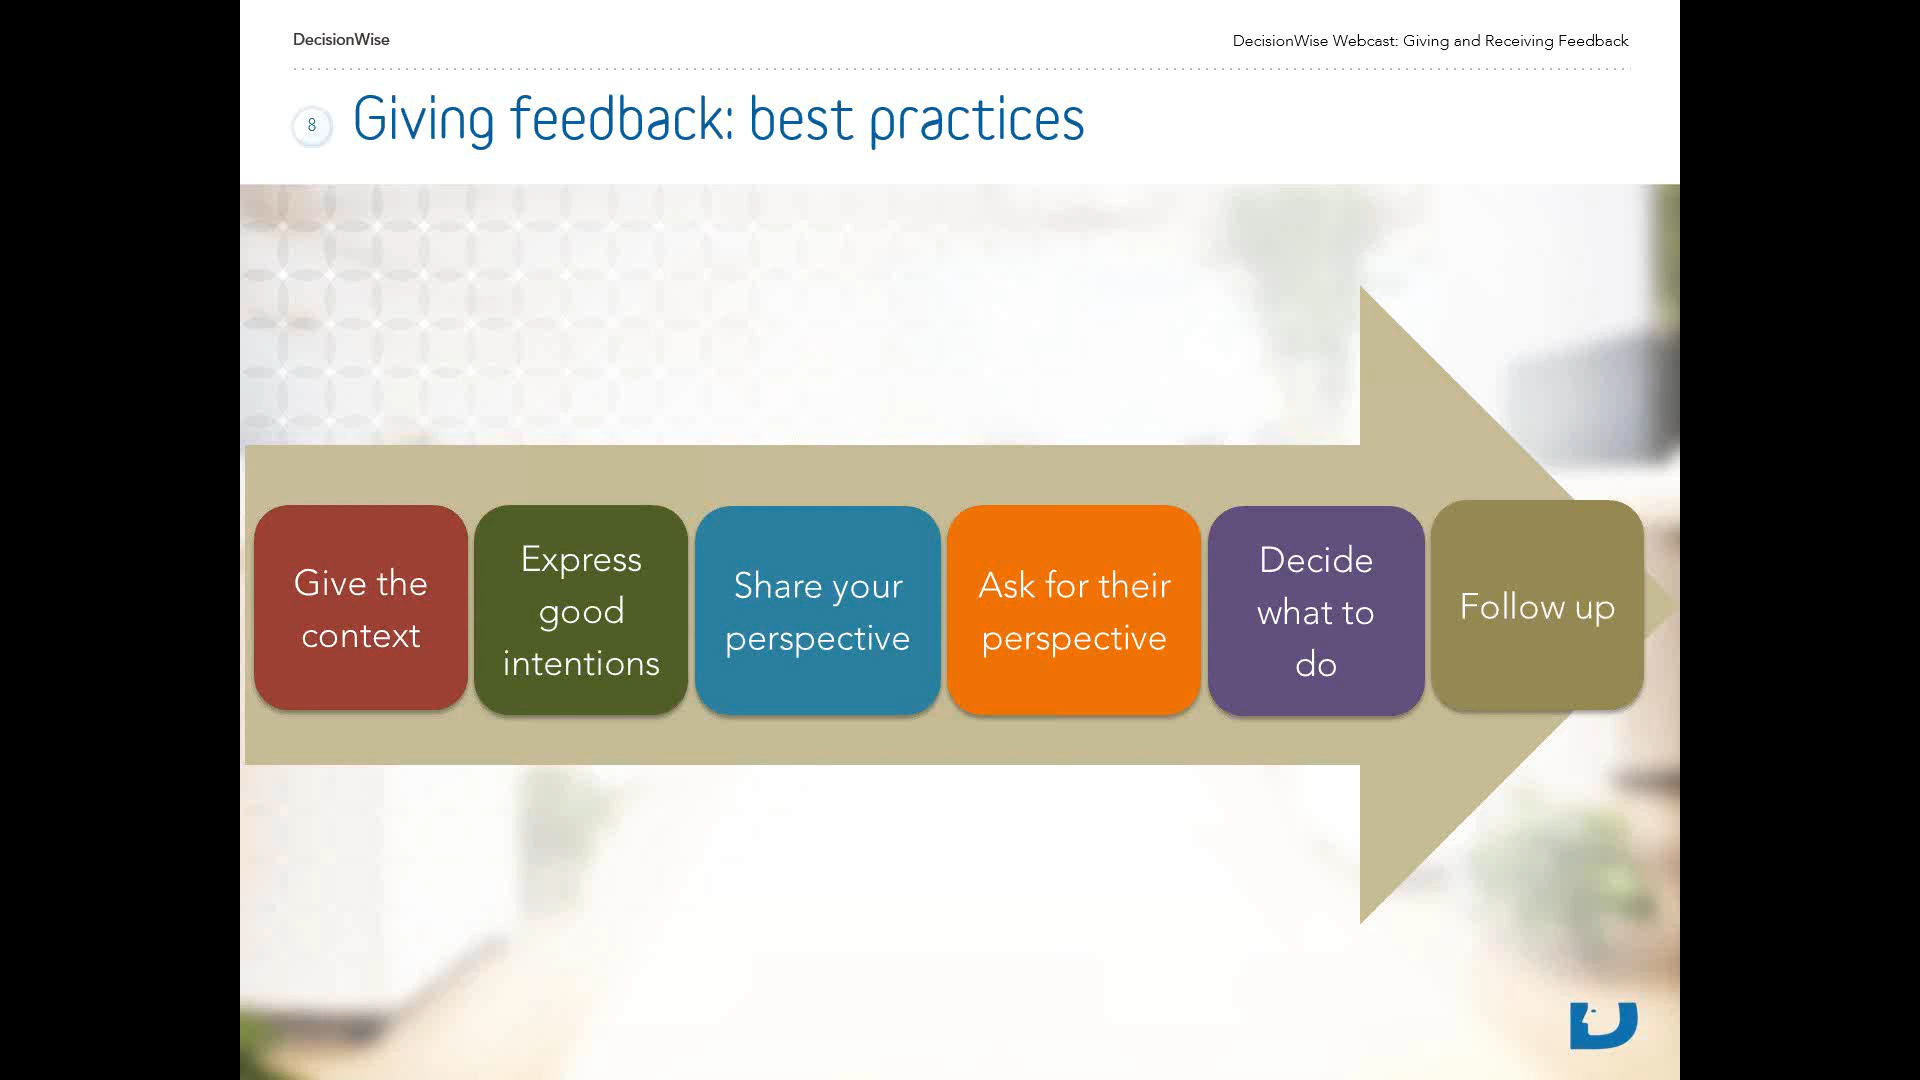 DecisionWise
DecisionWise Webcast: Giving and Receiving Feedback
8
Giving feedback: best practices
Give the
context
Express
good
intentions
Share your
perspective
Ask for their
perspective
Decide
what to
do
Follow up